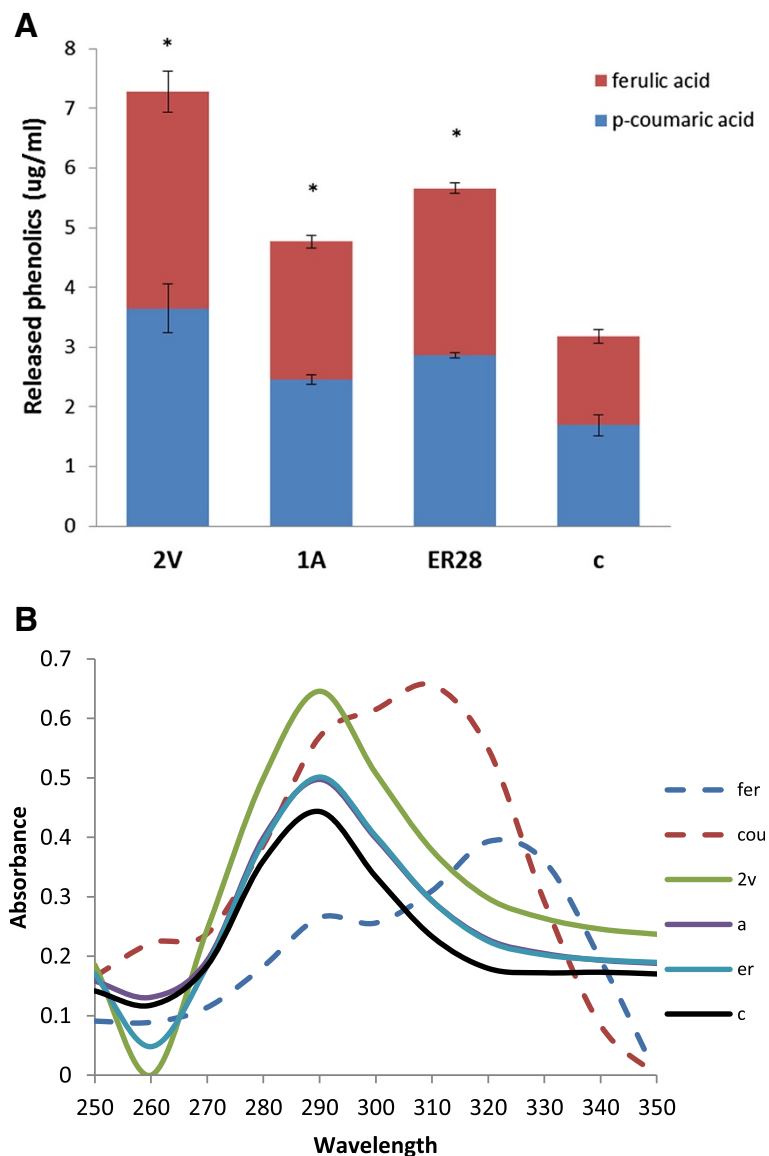 A
8
7
6
5
4
3
2
1
0
Released phenolics (ug/ml)
*
*
*
ferulic acid
p-coumaric acid
2V 1A ER28 c
B
0.7
0.6
0.5
0.4
0.3
0.2
0.1
0
Absorbance
fer
cou
2v
a
er
c
250 260 270 280 290 300 310 320 330 340 350
Wavelength